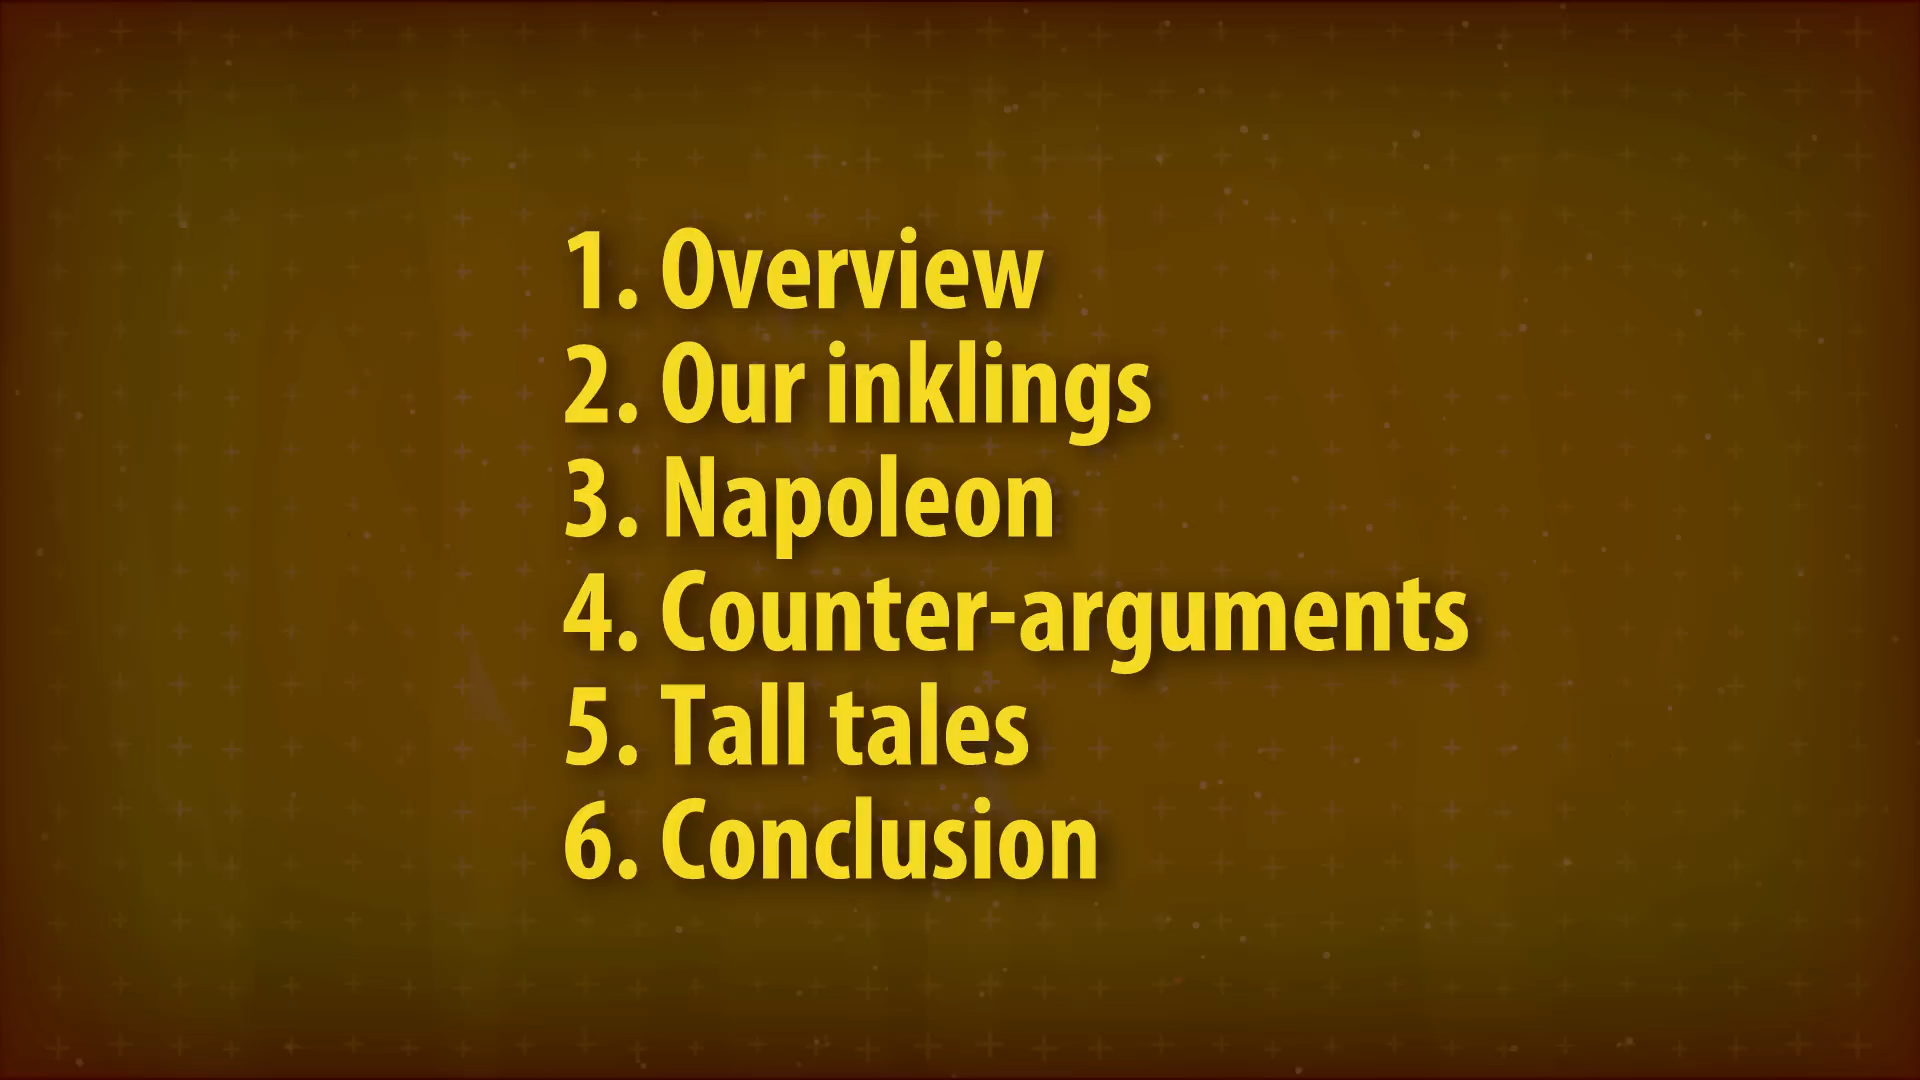 1. Overview
2. Our inklings
3. Napoleon
4. Counter-arguments
5. Tall tales
6. Conclusion